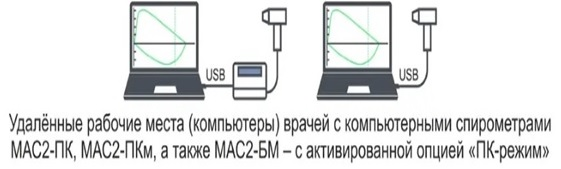 USB USB
Удалённые рабочие места (компьютеры) врачей с компьютерными спирометрами
МАС2-ПК, МАС2-ПКм, а также МАС2-БМ – с активированной опцией «ПК-режим»